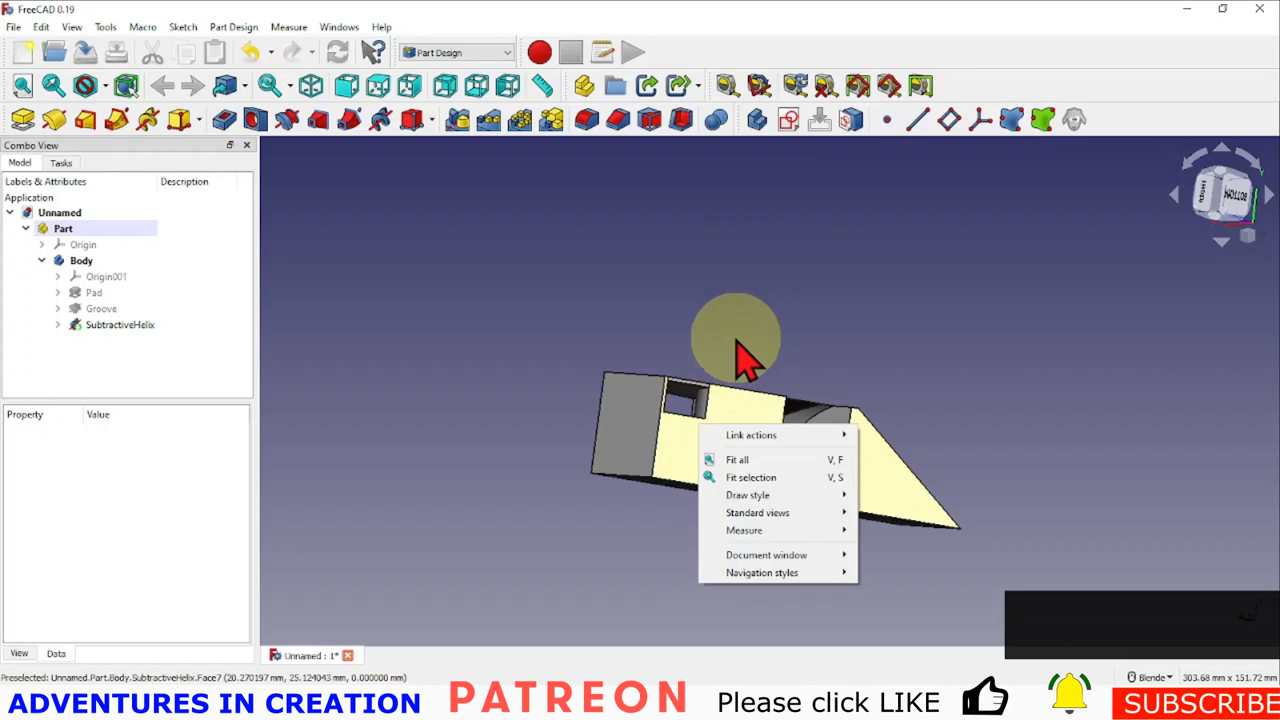 FreeCAD 0.19
File Edit View Tools Macro Sketch Part Design Measure Windows Help
Part Design
Combo View
Model Tasks
Labels & Attributes Description
Application
Unnamed
Part
Origin
Body
Origin001
Pad
Groove
SubtractiveHelix
Property Value
View Data
Link actions
Fit all V, F
Fit selection V, S
Draw style
Standard views
Measure
Document window
Navigation styles
Unnamed : 1*
Preselected: Unnamed.Part.Body.SubtractiveHelix.Face7 (20.270197 mm, 25.124043 mm, 0.000000 mm)
Blender
303.68 mm x 151.72 mm
ADVENTURES IN CREATION PATREON Please click LIKE SUBSCRIBE